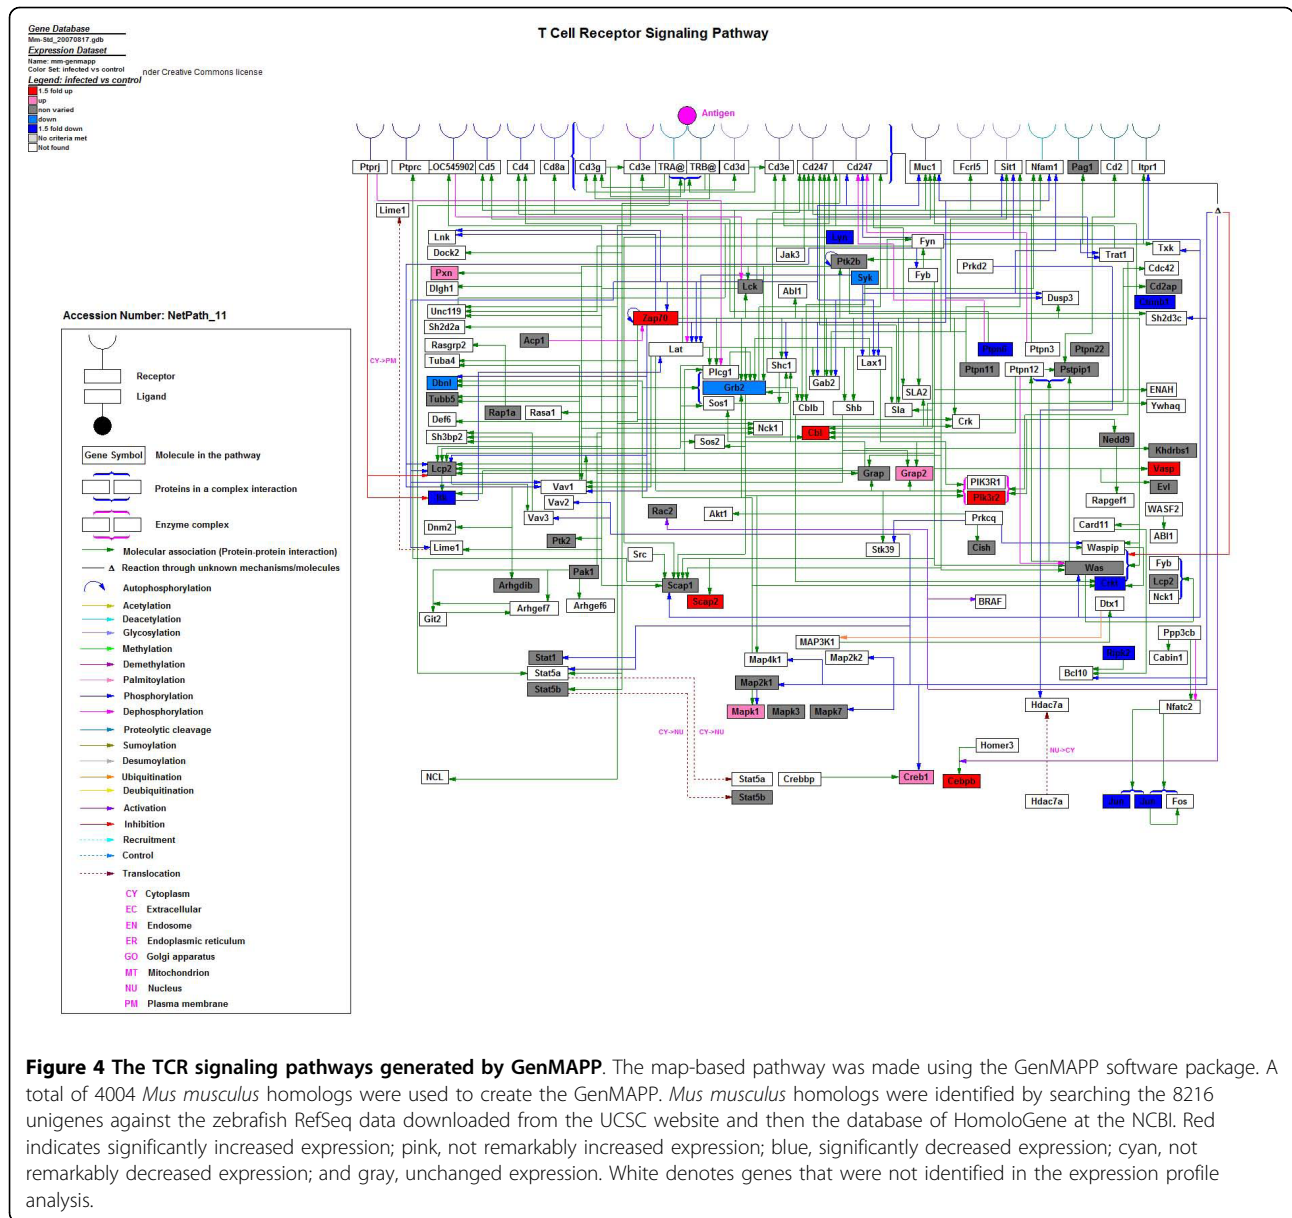 Gene Database
Mm-Std_20070817.gdb
Expression Dataset
Name: mm-genmapp
Color Set: infected vs control
nder Creative Commons license
Legend: infected vs control
1.5 fold up
up
non varied
down
1.5 fold down
No criteria met
Not found
T Cell Receptor Signaling Pathway
Antigen
Ptprj Ptprc LOC545902 Cd5 Cd4 Cd8a Cd3g Cd3e TRA@ TRB@ Cd3d Cd3e Cd247 Cd247 Muc1 Fcrl5 Sit1 Nfam1 Pag1 Cd2 Itpr1
Lime1 Δ
Lnk Fyn Txk
Dock2 Jak3 Ptk2b Trat1
Pxn Syk Fyb Prkd2 Cdc42
Dlgh1 Lck Abl1 Cd2ap
Unc119 Dusp3
Sh2d2a Zap70 Sh2d3c
Rasgrp2 Acp1 Lat Ptpn3 Ptpn22
CY->PM Tuba4 Plcg1 Shc1 Lax1 Ptpn11 Ptpn12 Pstpip1
Dbnl Grb2 Gab2 SLA2 ENAH
Tubb5 Rap1a Rasa1 Sos1 Cblb Shb Sla Ywhaq
Def6 Nck1 Cbl Crk
Sh3bp2 Sos2 Nedd9 Khdrbs1
Lcp2 Grap Grap2 Vasp
Vav1 PIK3R1 Evl
Itk Vav2 Pik3r2 Rapgef1
Vav3 Rac2 Akt1 Prkcq WASF2
Dnm2 Card11 ABI1
Lime1 Ptk2 Src Stk39 Cish Waspip
Pak1 Was Fyb
Arhgdib Scap1 Lcp2
Arhgef7 Arhgef6 Scap2 BRAF Dtx1 Nck1
Git2
MAP3K1 Ppp3cb
Stat1 Map4k1 Map2k2 Cabin1
Stat5a Bcl10
Stat5b Map2k1
Mapk1 Mapk3 Mapk7 Hdac7a Nfatc2
CY->NU CY->NU NU->CY
Homer3
NCL Stat5a Crebbp Creb1 Cebpb
Stat5b Hdac7a Jun Fos
Accession Number: NetPath_11
Receptor
Ligand
Gene Symbol Molecule in the pathway
Proteins in a complex interaction
Enzyme complex
Molecular association (Protein-protein interaction)
Δ Reaction through unknown mechanisms/molecules
Autophosphorylation
Acetylation
Deacetylation
Glycosylation
Methylation
Demethylation
Palmitoylation
Phosphorylation
Dephosphorylation
Proteolytic cleavage
Sumoylation
Desumoylation
Ubiquitination
Deubiquitination
Activation
Inhibition
Recruitment
Control
Translocation
CY Cytoplasm
EC Extracellular
EN Endosome
ER Endoplasmic reticulum
GO Golgi apparatus
MT Mitochondrion
NU Nucleus
PM Plasma membrane
Figure 4 The TCR signaling pathways generated by GenMAPP. The map-based pathway was made using the GenMAPP software package. A
total of 4004 Mus musculus homologs were used to create the GenMAPP. Mus musculus homologs were identified by searching the 8216
unigenes against the zebrafish RefSeq data downloaded from the UCSC website and then the database of HomoloGene at the NCBI. Red
indicates significantly increased expression; pink, not remarkably increased expression; blue, significantly decreased expression; cyan, not
remarkably decreased expression; and gray, unchanged expression. White denotes genes that were not identified in the expression profile
analysis.